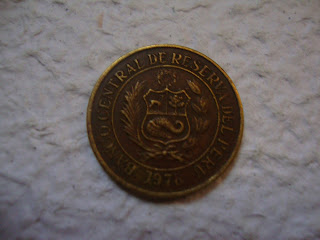 BANCO CENTRAL DE RESERVA DEL PERU
1976